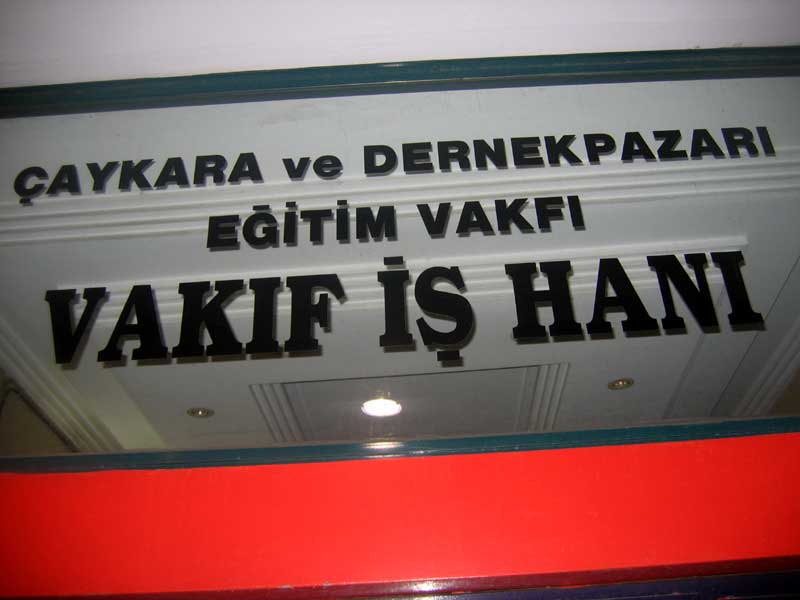 ÇAYKARA ve DERNEKPAZARI
EĞİTİM VAKFI
VAKIF İŞ HANI